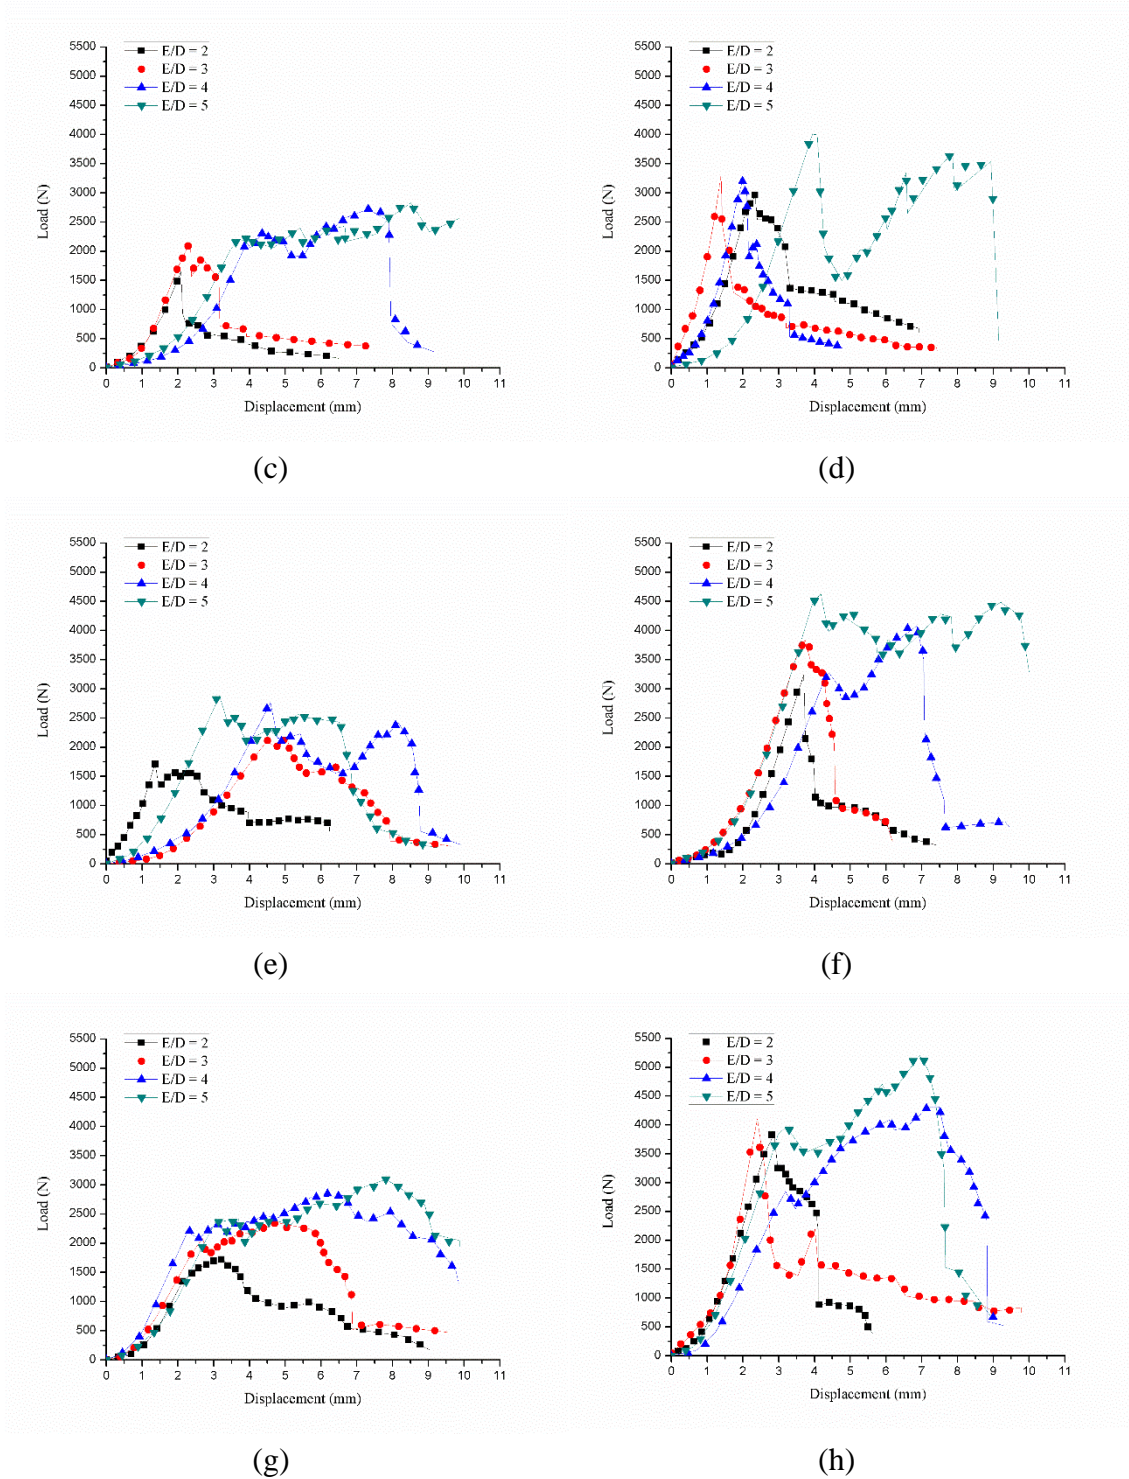 5500
5000
4500
4000
3500
3000
2500
2000
1500
1000
500
0
Load (N)
E/D = 2
E/D = 3
E/D = 4
E/D = 5
0 1 2 3 4 5 6 7 8 9 10 11
Displacement (mm)
(c)
5500
5000
4500
4000
3500
3000
2500
2000
1500
1000
500
0
Load (N)
E/D = 2
E/D = 3
E/D = 4
E/D = 5
0 1 2 3 4 5 6 7 8 9 10 11
Displacement (mm)
(d)
5500
5000
4500
4000
3500
3000
2500
2000
1500
1000
500
0
Load (N)
E/D = 2
E/D = 3
E/D = 4
E/D = 5
0 1 2 3 4 5 6 7 8 9 10 11
Displacement (mm)
(e)
5500
5000
4500
4000
3500
3000
2500
2000
1500
1000
500
0
Load (N)
E/D = 2
E/D = 3
E/D = 4
E/D = 5
0 1 2 3 4 5 6 7 8 9 10 11
Displacement (mm)
(f)
5500
5000
4500
4000
3500
3000
2500
2000
1500
1000
500
0
Load (N)
E/D = 2
E/D = 3
E/D = 4
E/D = 5
0 1 2 3 4 5 6 7 8 9 10 11
Displacement (mm)
(g)
5500
5000
4500
4000
3500
3000
2500
2000
1500
1000
500
0
Load (N)
E/D = 2
E/D = 3
E/D = 4
E/D = 5
0 1 2 3 4 5 6 7 8 9 10 11
Displacement (mm)
(h)